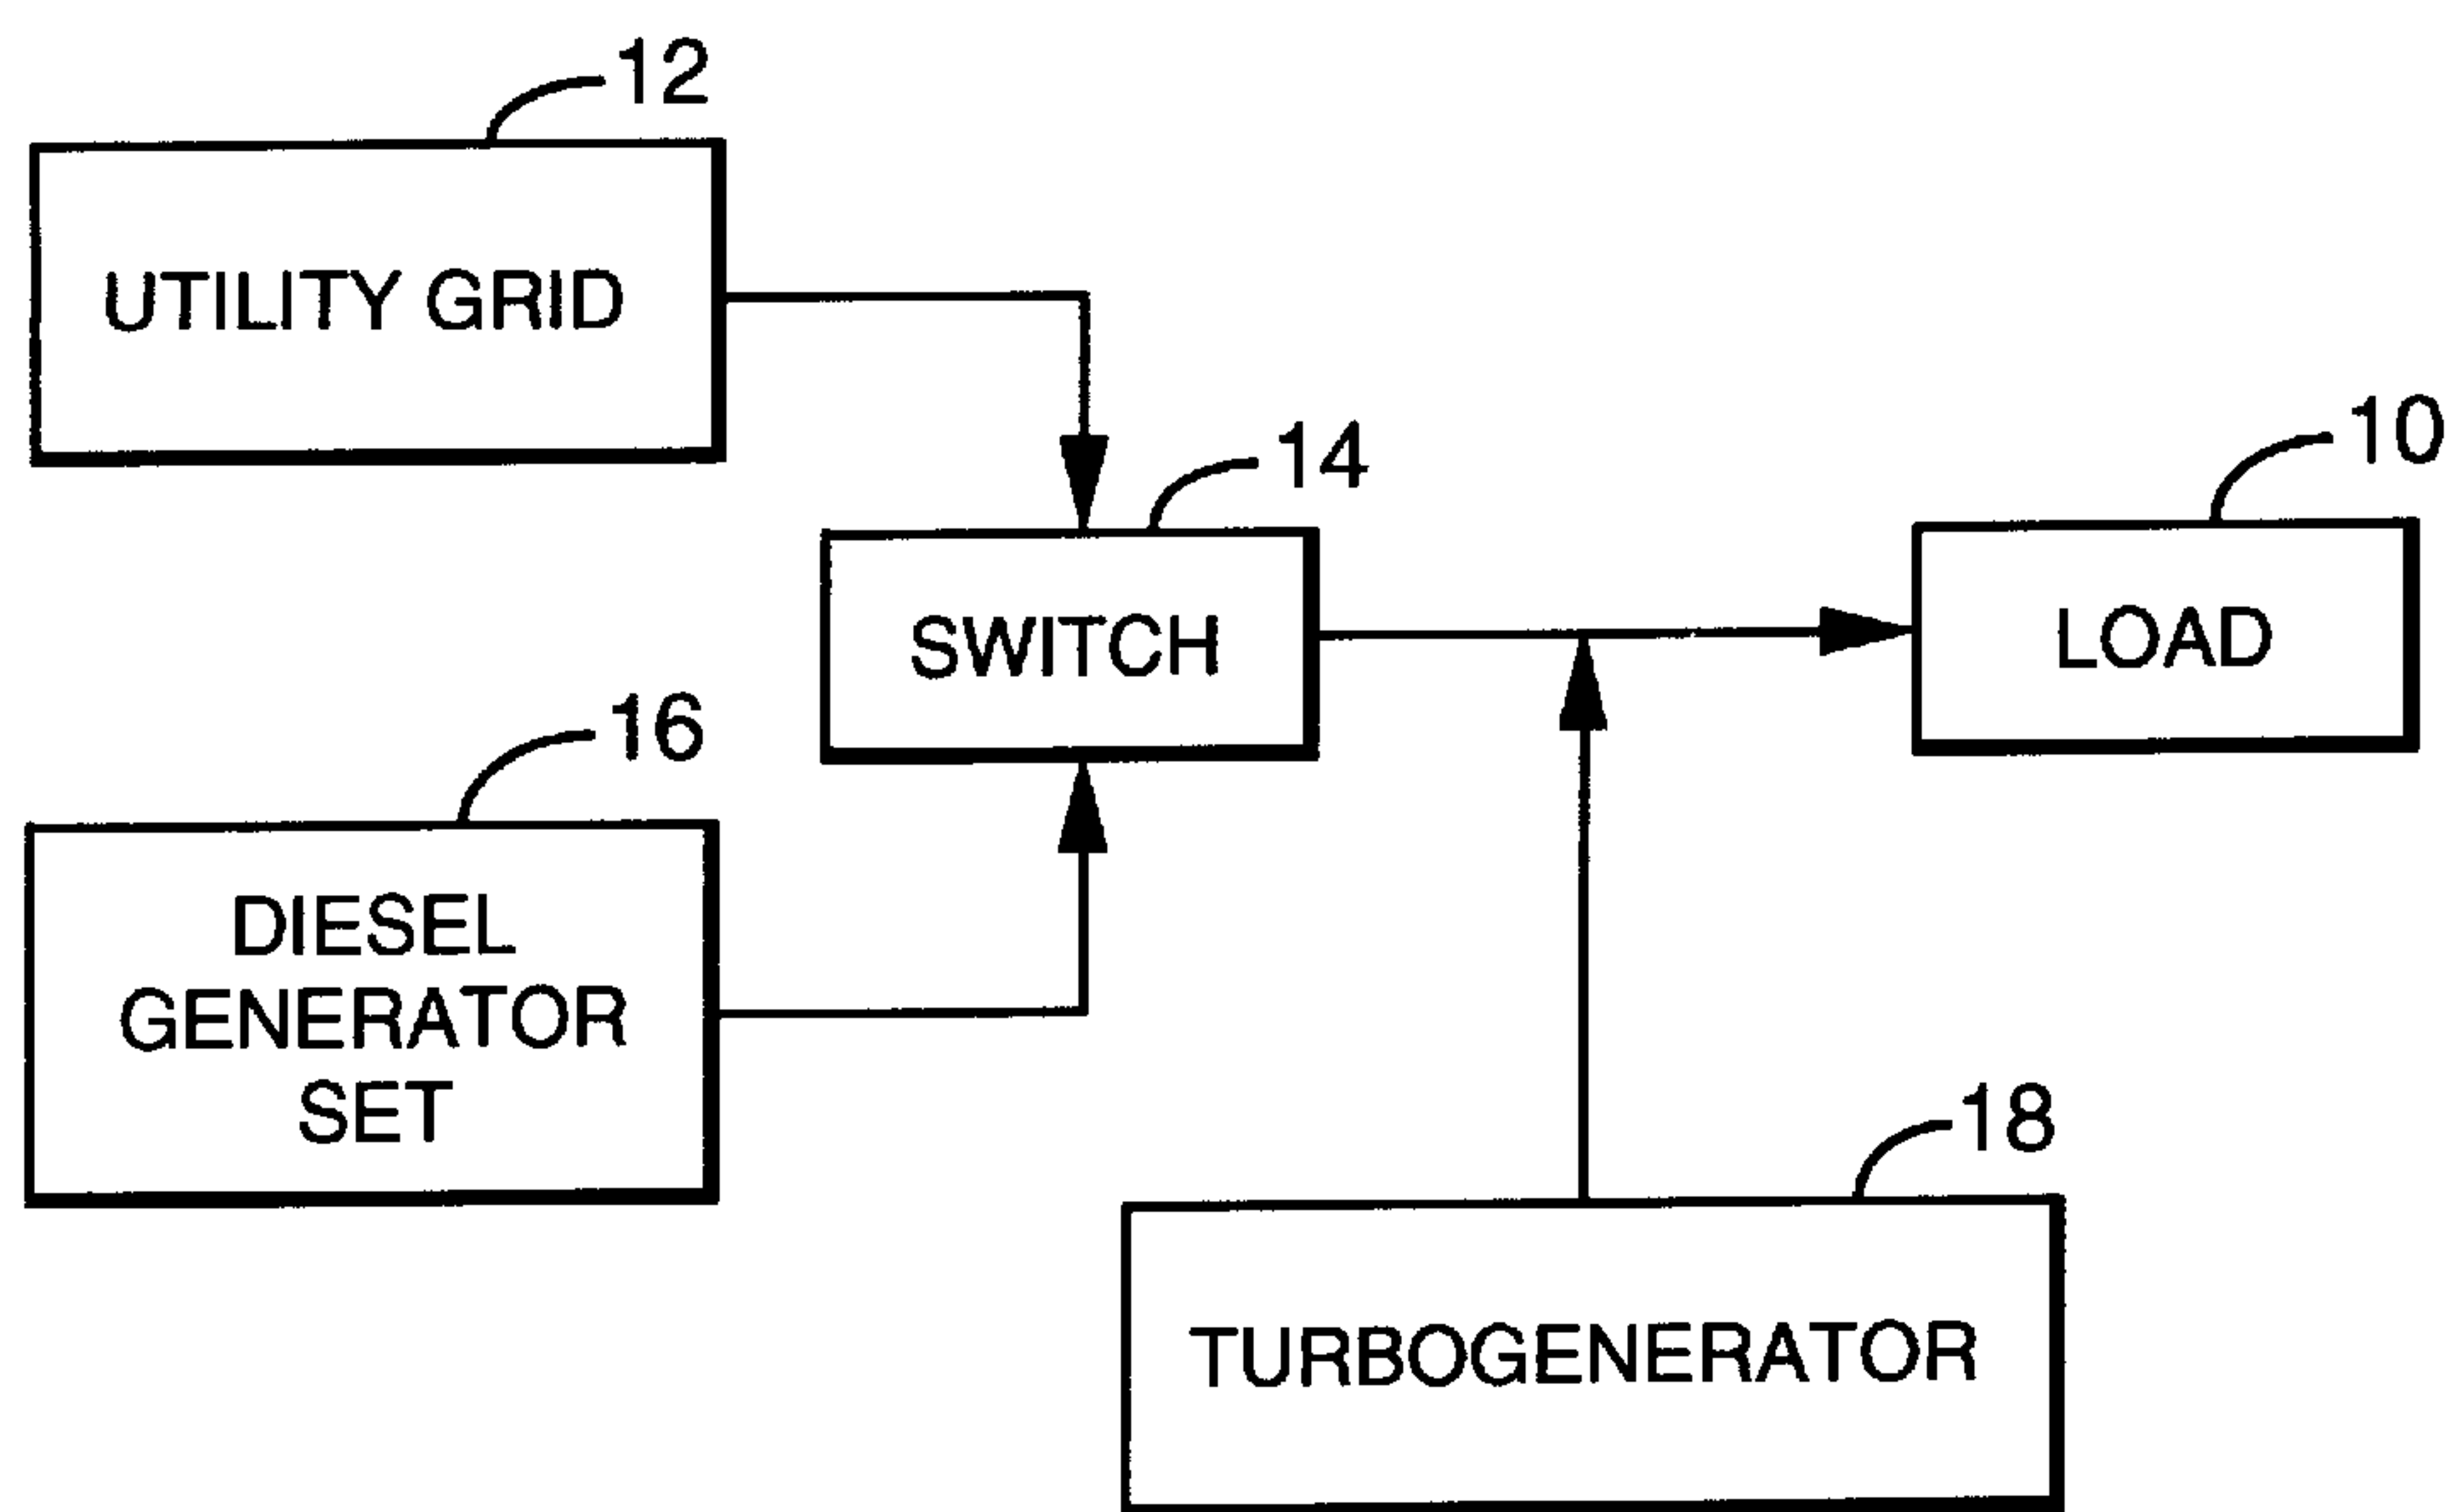 12
UTILITY GRID
14
10
SWITCH
LOAD
16
DIESEL
GENERATOR
SET
18
TURBOGENERATOR